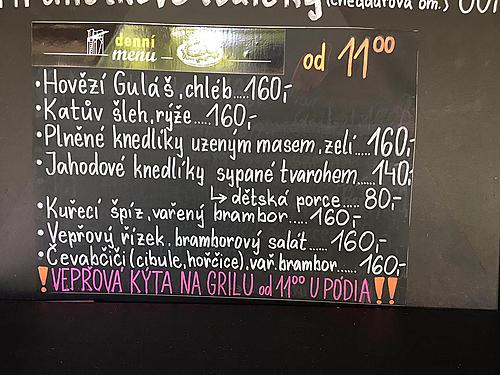 (cheddarová om.)
denní
menu
od 11⁰⁰
•Hovězí Guláš, chléb....160,-
•Katův šleh, rýže....160,-
•Plněné knedlíky uzeným masem, zelí.....160,-
•Jahodové knedlíky sypané tvarohem.....140,-
↳ dětská porce.... 80,-
•Kuřecí špíz, vařený brambor.....160,-
•Vepřový řízek, bramborový salát.....160,-
•Čevabčiči (cibule, hořčice), vař. brambor......160,-
!VEPŘOVÁ KÝTA NA GRILU od 11⁰⁰ U PÓDIA!!